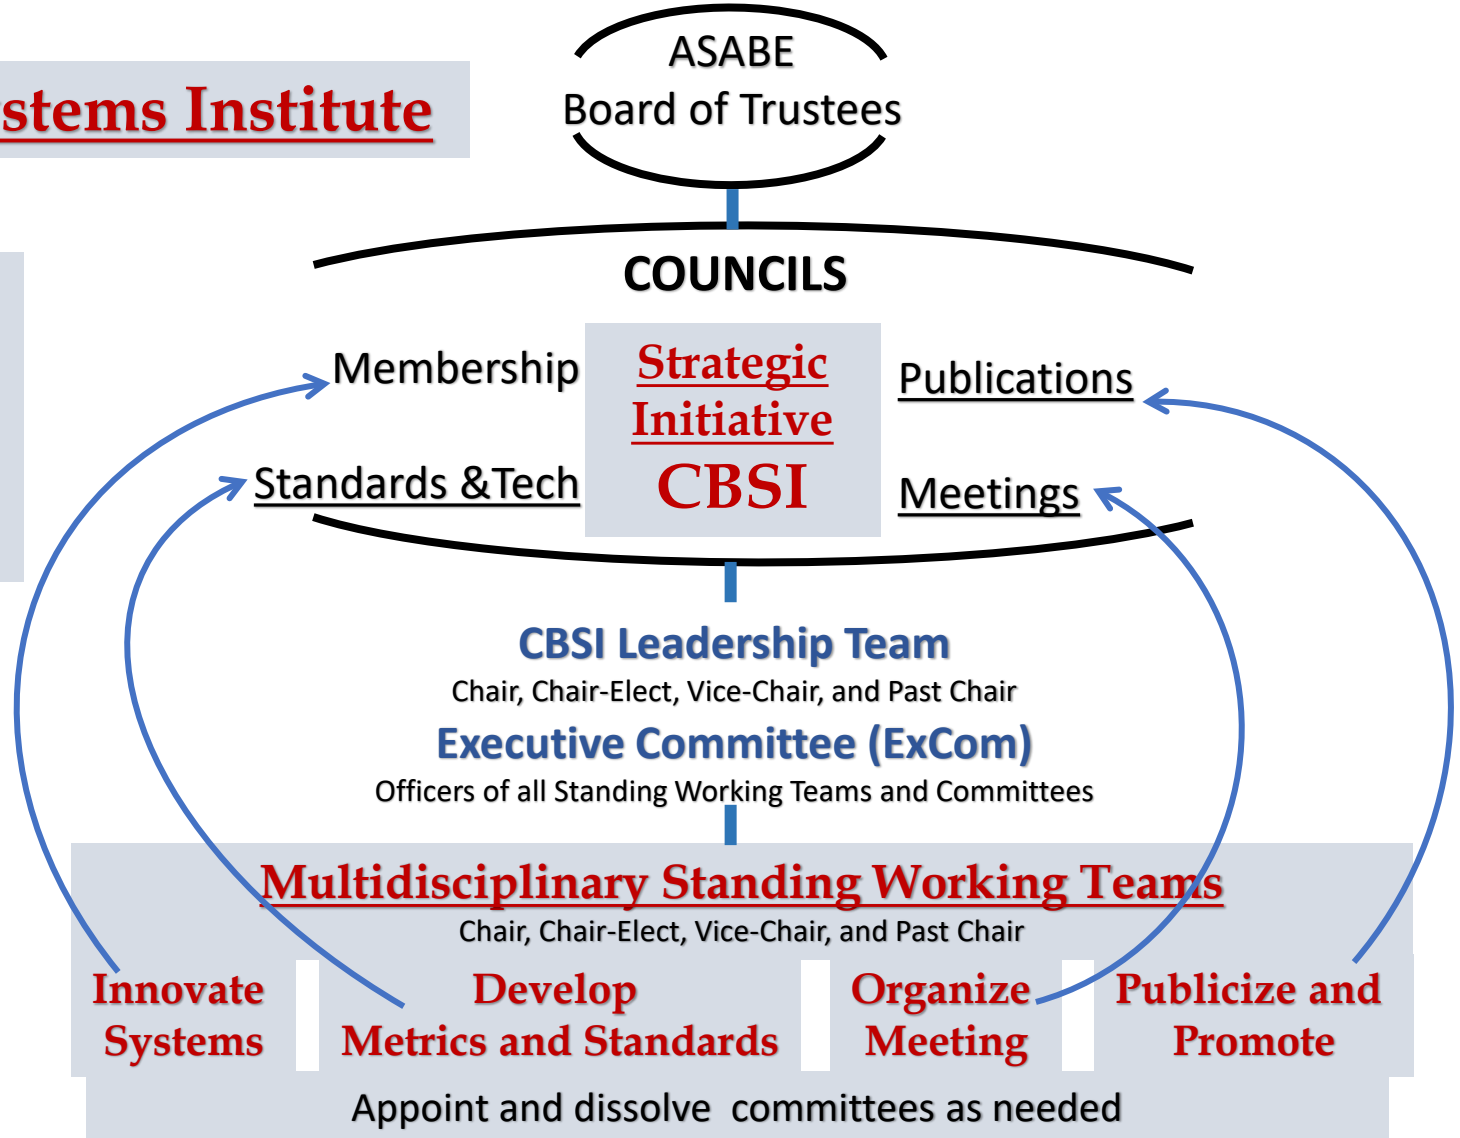 ASABE
Board of Trustees
stems Institute
COUNCILS
Membership
Strategic
Initiative
CBSI
Publications
Standards &Tech
Meetings
CBSI Leadership Team
Chair, Chair-Elect, Vice-Chair, and Past Chair
Executive Committee (ExCom)
Officers of all Standing Working Teams and Committees
Multidisciplinary Standing Working Teams
Chair, Chair-Elect, Vice-Chair, and Past Chair
Innovate
Systems
Develop
Metrics and Standards
Organize
Meeting
Publicize and
Promote
Appoint and dissolve  committees as needed